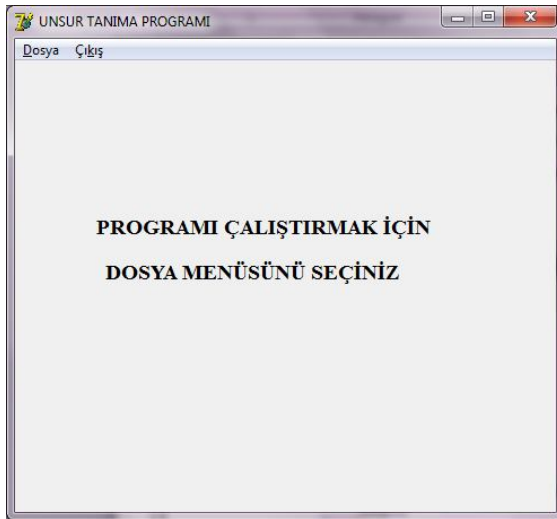 UNSUR TANIMA PROGRAMI
Dosya Çıkış
PROGRAMI ÇALIŞTIRMAK İÇİN
DOSYA MENÜSÜNÜ SEÇİNİZ